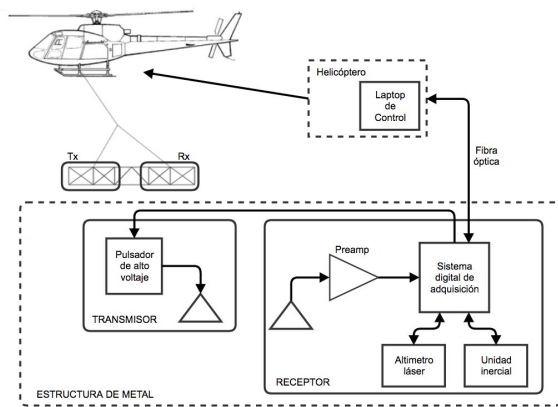 Helicóptero
Laptop
de
Control
Tx
Rx
Fibra
óptica
Pulsador
de alto
voltaje
TRANSMISOR
Preamp
Sistema
digital de
adquisición
Altimetro
láser
Unidad
inercial
RECEPTOR
ESTRUCTURA DE METAL